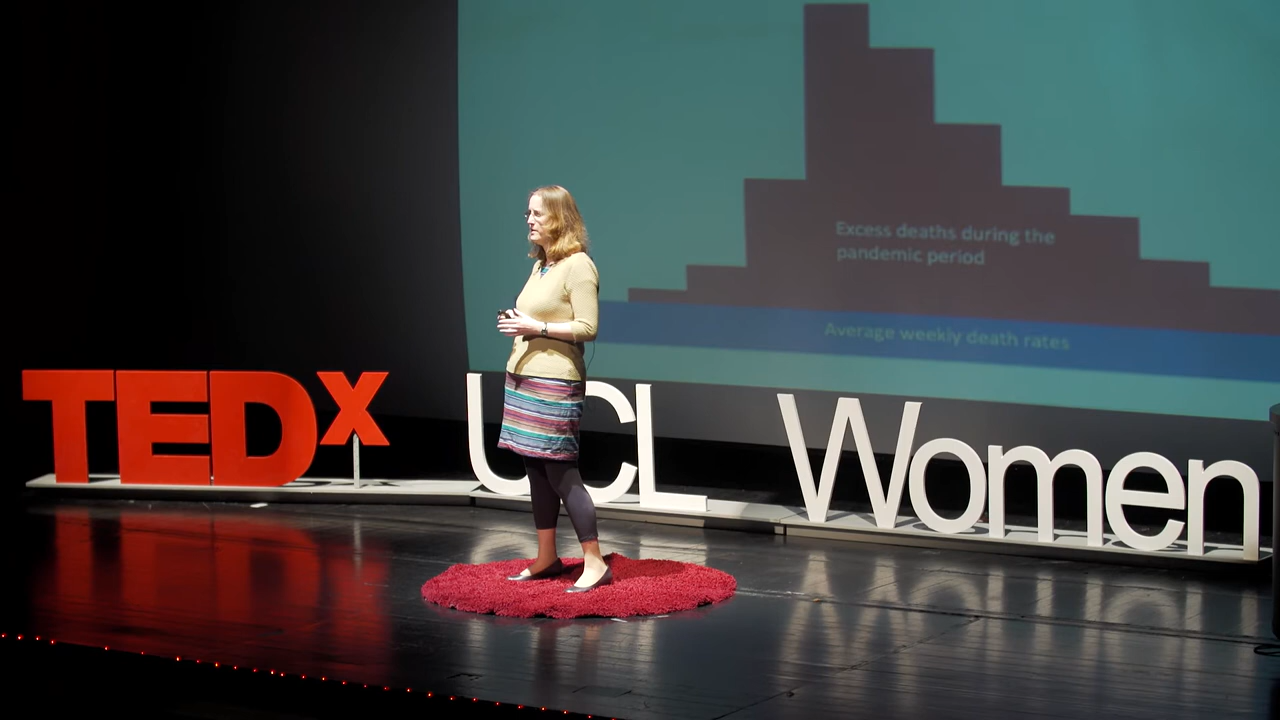 Excess deaths during the
pandemic period
Average weekly death rates
TEDx UCL Women